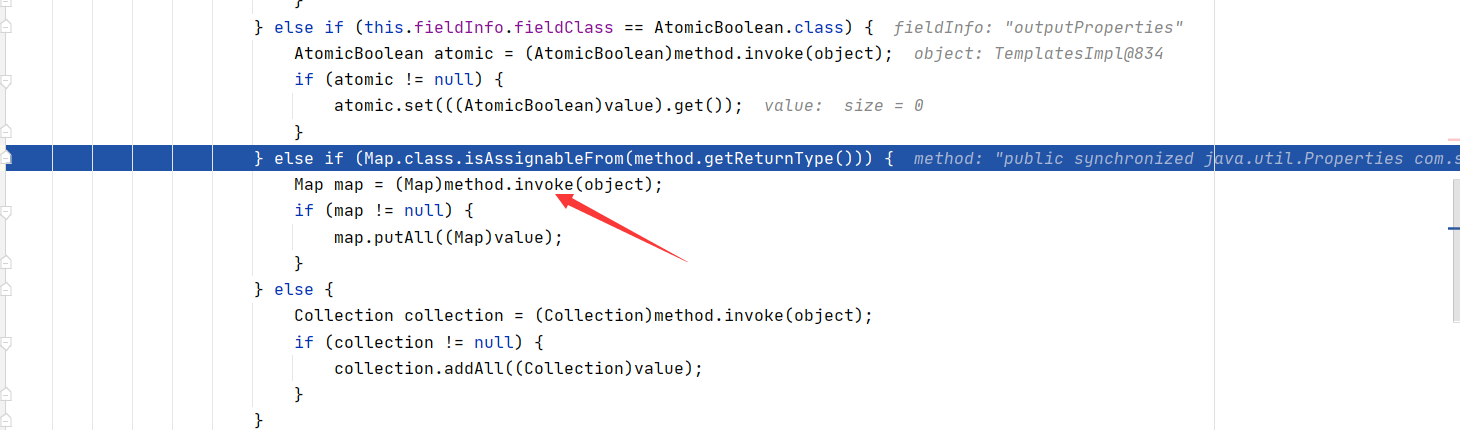 }
} else if (this.fieldInfo.fieldClass == AtomicBoolean.class) {  fieldInfo: "outputProperties"
AtomicBoolean atomic = (AtomicBoolean)method.invoke(object);  object: TemplatesImpl@834
if (atomic != null) {
atomic.set(((AtomicBoolean)value).get());  value:  size = 0
}
} else if (Map.class.isAssignableFrom(method.getReturnType())) {  method: "public synchronized java.util.Properties com.s
Map map = (Map)method.invoke(object);
if (map != null) {
map.putAll((Map)value);
}
} else {
Collection collection = (Collection)method.invoke(object);
if (collection != null) {
collection.addAll((Collection)value);
}
}